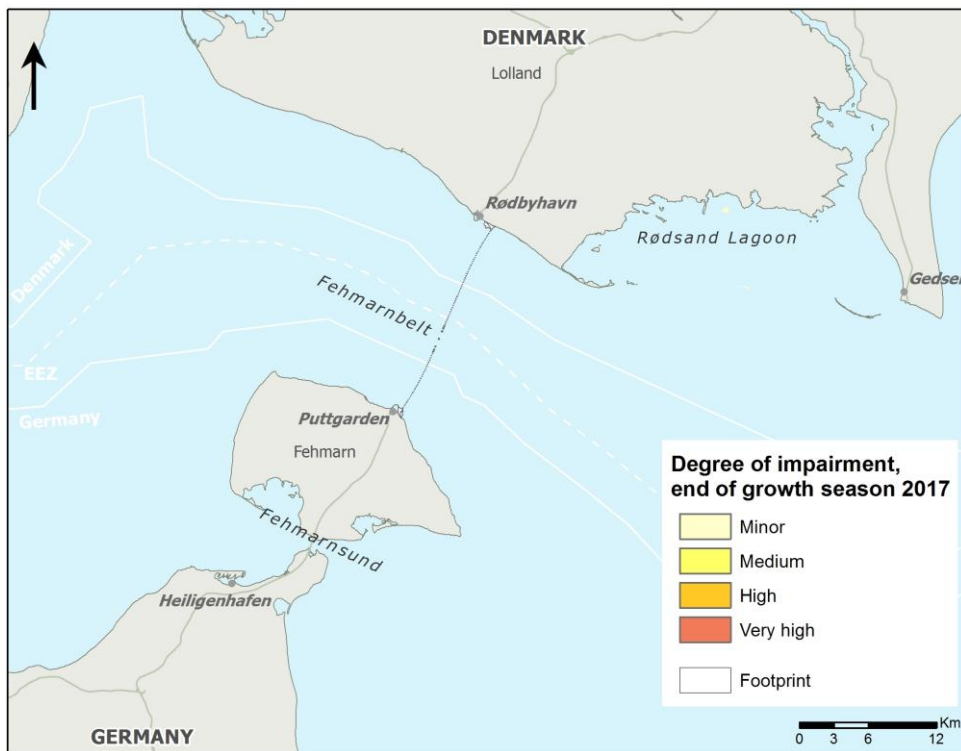 DENMARK
Lolland
Rødbyhavn
Rødsand Lagoon
Gedser
Denmark
Fehmarnbelt
EEZ
Germany
Puttgarden
Fehmarn
Fehmarnsund
Heiligenhafen
GERMANY
Degree of impairment,
end of growth season 2017
Minor
Medium
High
Very high
Footprint
Km
0 3 6 12